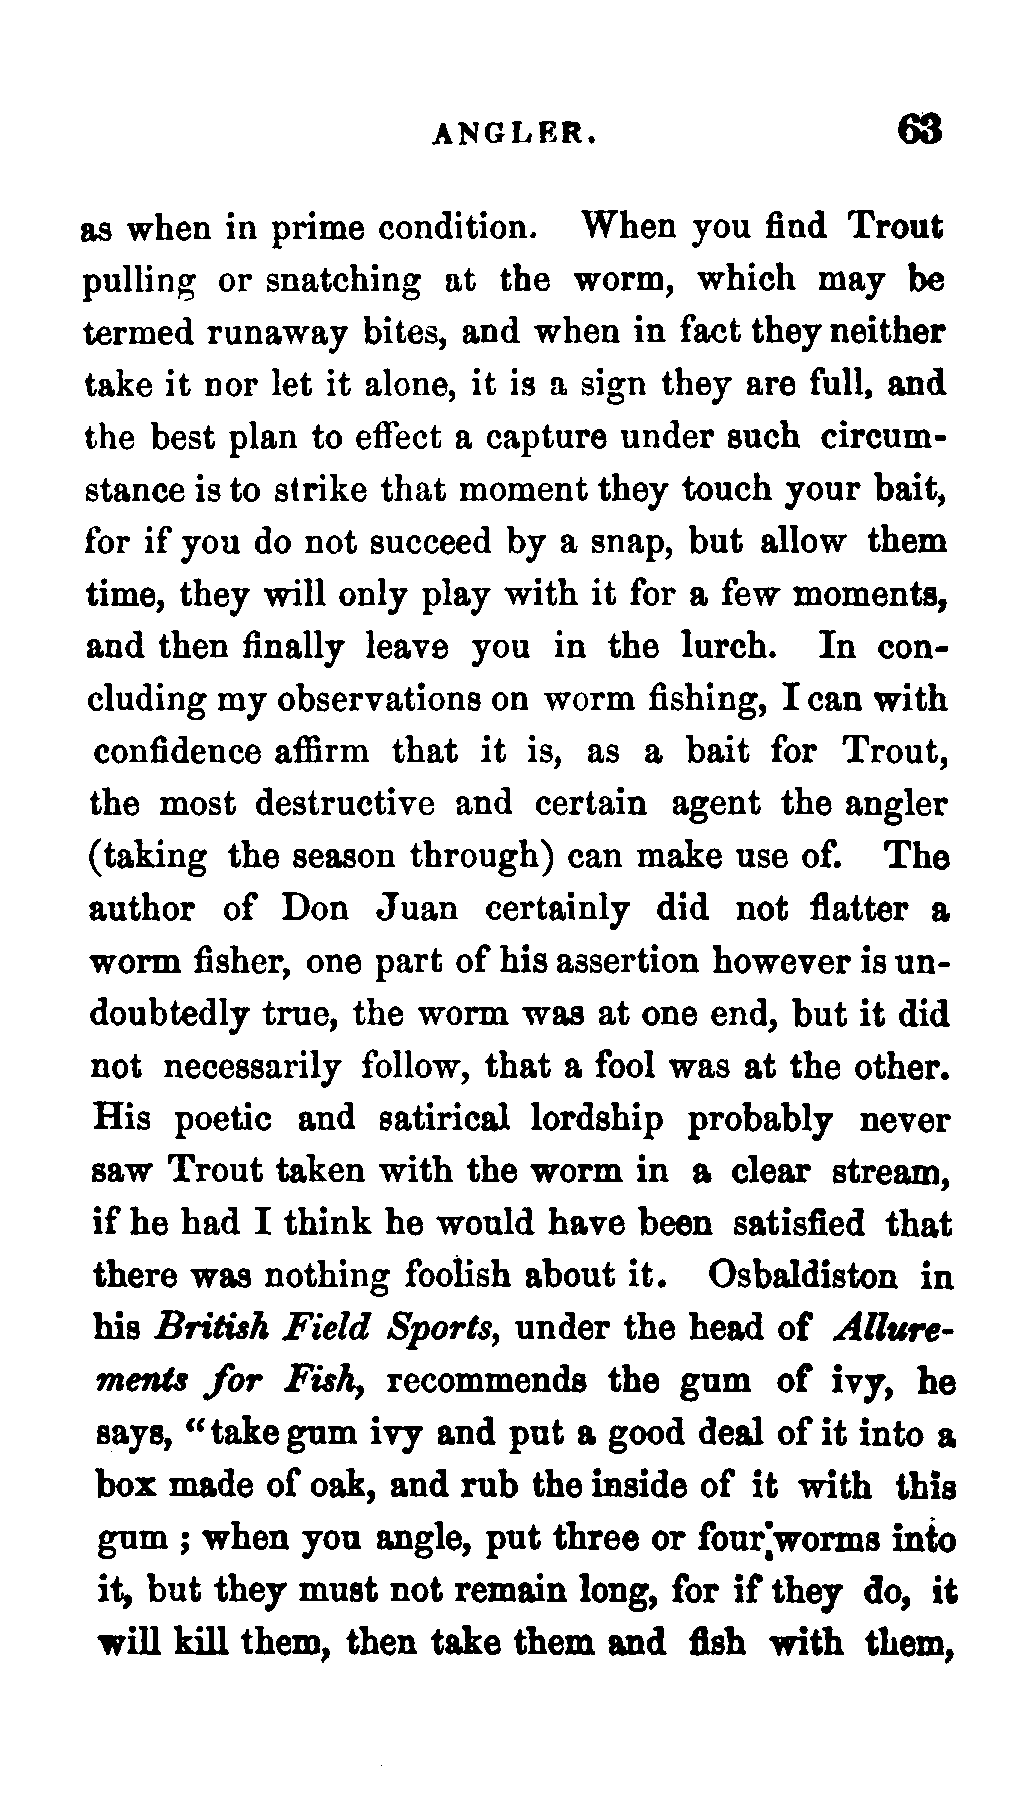 ANGLER. 63
as when in prime condition. When you find Trout
pulling or snatching at the worm, which may be
termed runaway bites, and when in fact they neither
take it nor let it alone, it is a sign they are full, and
the best plan to effect a capture under such circum-
stance is to strike that moment they touch your bait,
for if you do not succeed by a snap, but allow them
time, they will only play with it for a few moments,
and then finally leave you in the lurch. In con-
cluding my observations on worm fishing, I can with
confidence affirm that it is, as a bait for Trout,
the most destructive and certain agent the angler
(taking the season through) can make use of. The
author of Don Juan certainly did not flatter a
worm fisher, one part of his assertion however is un-
doubtedly true, the worm was at one end, but it did
not necessarily follow, that a fool was at the other.
His poetic and satirical lordship probably never
saw Trout taken with the worm in a clear stream,
if he had I think he would have been satisfied that
there was nothing foolish about it. Osbaldiston in
his British Field Sports, under the head of Allure-
ments for Fish, recommends the gum of ivy, he
says, “take gum ivy and put a good deal of it into a
box made of oak, and rub the inside of it with this
gum ; when you angle, put three or four worms into
it, but they must not remain long, for if they do, it
will kill them, then take them and fish with them,